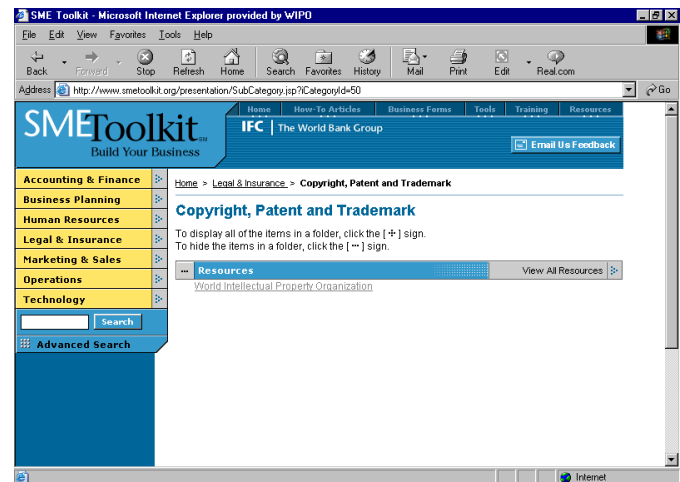 SME Toolkit - Microsoft Internet Explorer provided by WIPO
File Edit View Favorites Tools Help
Back Forward Stop Refresh Home Search Favorites History Mail Print Edit Real.com
Address http://www.smetoolkit.org/presentation/SubCategory.jsp?iCategoryId=50 Go
Home How-To Articles Business Forms Tools Training Resources
SMEToolkit
Build Your Business
IFC | The World Bank Group
Email Us Feedback
Accounting & Finance
Business Planning
Human Resources
Legal & Insurance
Marketing & Sales
Operations
Technology
Search
Advanced Search
Home > Legal & Insurance > Copyright, Patent and Trademark
Copyright, Patent and Trademark
To display all of the items in a folder, click the [ + ] sign.
To hide the items in a folder, click the [ - ] sign.
Resources View All Resources
World Intellectual Property Organization
Internet